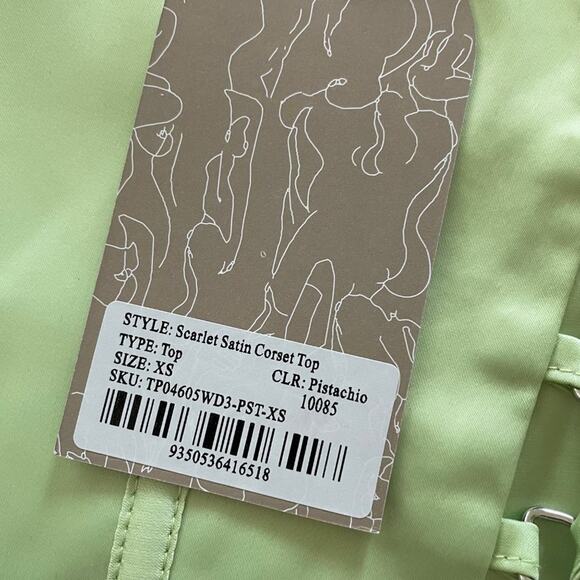 STYLE: Scarlet Satin Corset Top
TYPE: Top
SIZE: XS CLR: Pistachio
SKU: TP04605WD3-PST-XS 10085
9350536416518